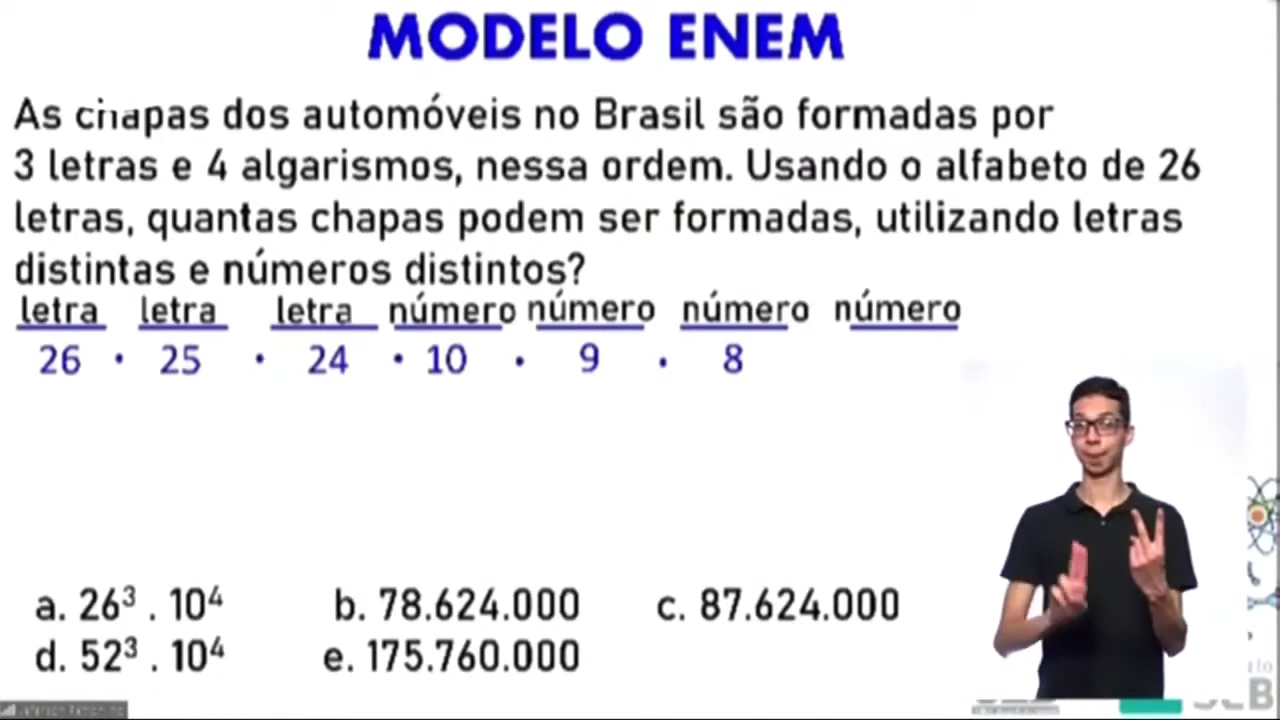 MODELO ENEM
As chapas dos automóveis no Brasil são formadas por
3 letras e 4 algarismos, nessa ordem. Usando o alfabeto de 26
letras, quantas chapas podem ser formadas, utilizando letras
distintas e números distintos?
letra letra letra número número número número
26 · 25 · 24 · 10 · 9 · 8
a. 26³ . 10⁴ b. 78.624.000 c. 87.624.000
d. 52³ . 10⁴ e. 175.760.000